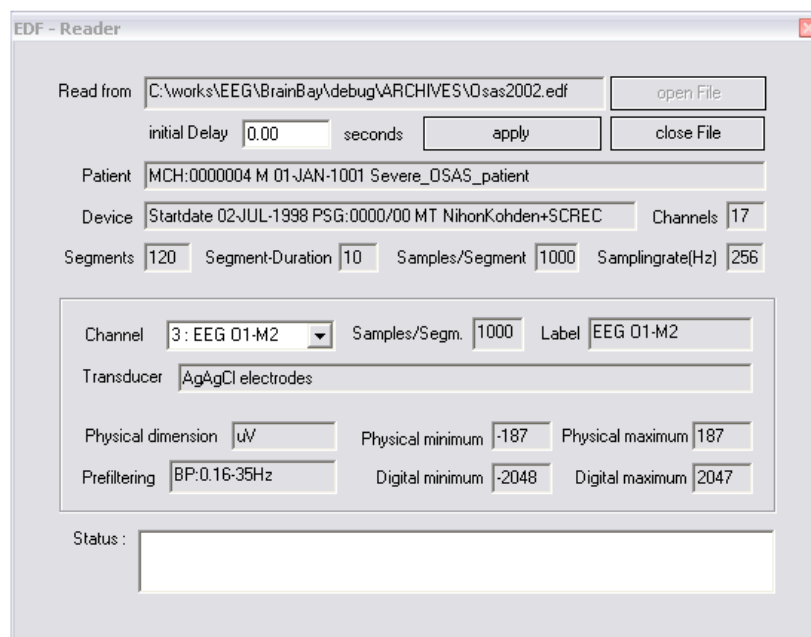 EDF - Reader
Read from C:\works\EEG\BrainBay\debug\ARCHIVES\Osas2002.edf open File
initial Delay 0.00 seconds apply close File
Patient MCH:0000004 M 01-JAN-1001 Severe_OSAS_patient
Device Startdate 02-JUL-1998 PSG:0000/00 MT NihonKohden+SCREC Channels 17
Segments 120 Segment-Duration 10 Samples/Segment 1000 Samplingrate(Hz) 256
Channel 3 : EEG O1-M2 Samples/Segm. 1000 Label EEG O1-M2
Transducer AgAgCl electrodes
Physical dimension uV Physical minimum -187 Physical maximum 187
Prefiltering BP:0.16-35Hz Digital minimum -2048 Digital maximum 2047
Status :